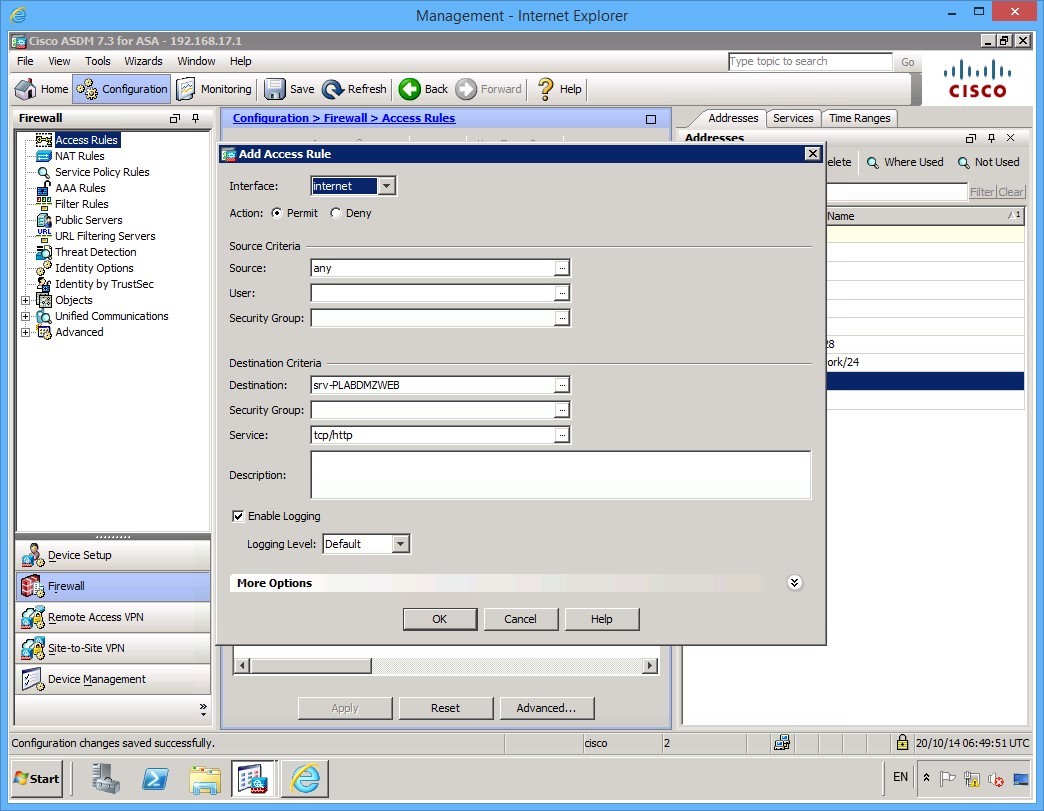 Management - Internet Explorer
Cisco ASDM 7.3 for ASA - 192.168.17.1
File View Tools Wizards Window Help
Type topic to search
Go
Home Configuration Monitoring Save Refresh Back Forward Help
CISCO
Firewall
Access Rules
NAT Rules
Service Policy Rules
AAA Rules
Filter Rules
Public Servers
URL Filtering Servers
Threat Detection
Identity Options
Identity by TrustSec
Objects
Unified Communications
Advanced
Device Setup
Firewall
Remote Access VPN
Site-to-Site VPN
Device Management
Configuration > Firewall > Access Rules
Add Access Rule
Interface: internet
Action: Permit Deny
Source Criteria
Source: any
User:
Security Group:
Destination Criteria
Destination: srv-PLABDMZWEB
Security Group:
Service: tcp/http
Description:
Enable Logging
Logging Level: Default
More Options
OK Cancel Help
Apply Reset Advanced...
Addresses Services Time Ranges
Addresses
elete Where Used Not Used
Filter Clear
Name
28
ork/24
Configuration changes saved successfully.
cisco
2
20/10/14 06:49:51 UTC
Start
EN